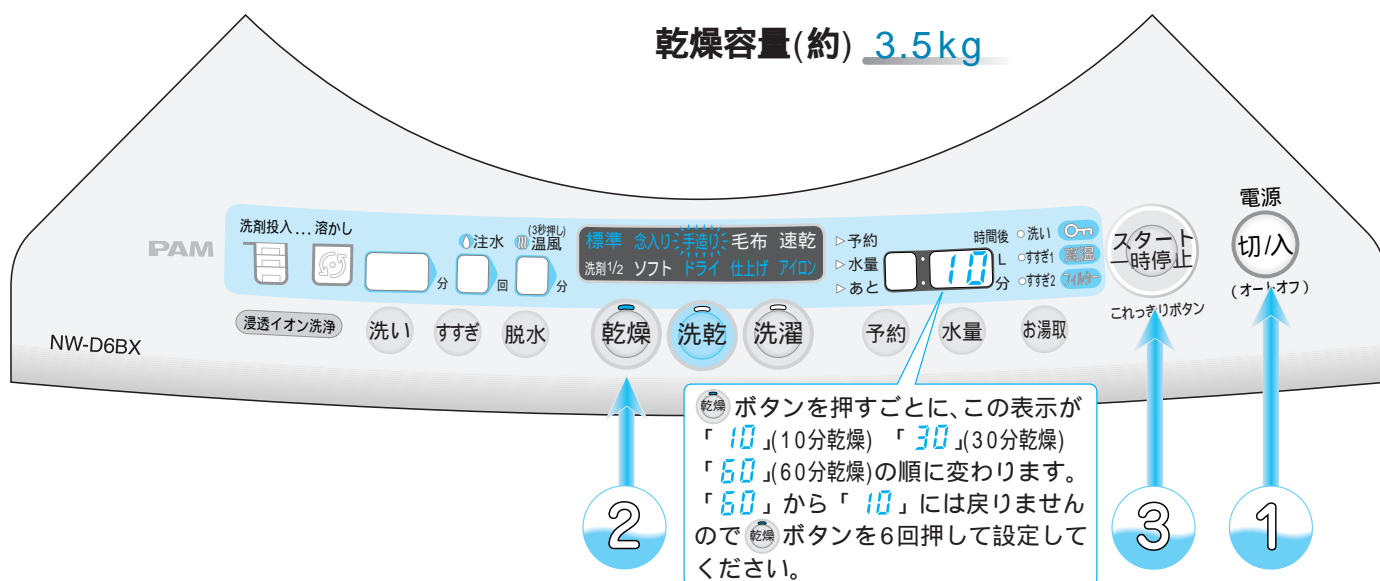 乾燥容量(約) 3.5kg
電源
切/入
(オートオフ)
スタート
一時停止
これっきりボタン
洗剤投入...溶かし
PAM
分
注水
回
(3秒押し)
温風
分
標準 念入り 手造り 毛布 速乾
洗剤1/2 ソフト ドライ 仕上げ アイロン
▷予約
▷水量
▷あと
時間後
:10
L
分
洗い
すすぎ1
すすぎ2
高温
フィルター
NW-D6BX
浸透イオン洗浄
洗い
すすぎ
脱水
乾燥
洗乾
洗濯
予約
水量
お湯取
乾燥 ボタンを押すごとに、この表示が
「10」(10分乾燥) 「30」(30分乾燥)
「60」(60分乾燥)の順に変わります。
「60」から「10」には戻りません
ので 乾燥 ボタンを6回押して設定して
ください。
2
3
1